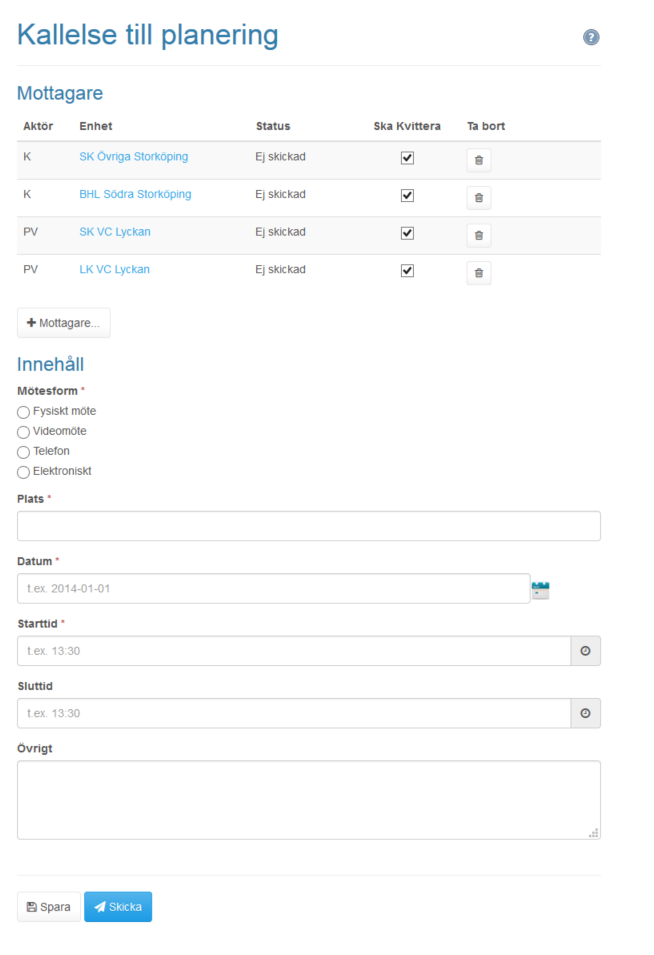 Kallelse till planering
?
Mottagare
Aktör Enhet Status Ska Kvittera Ta bort
K SK Övriga Storköping Ej skickad
K BHL Södra Storköping Ej skickad
PV SK VC Lyckan Ej skickad
PV LK VC Lyckan Ej skickad
+ Mottagare...
Innehåll
Mötesform *
Fysiskt möte
Videomöte
Telefon
Elektroniskt
Plats *
Datum *
t.ex. 2014-01-01
Starttid *
t.ex. 13:30
Sluttid
t.ex. 13:30
Övrigt
Spara Skicka